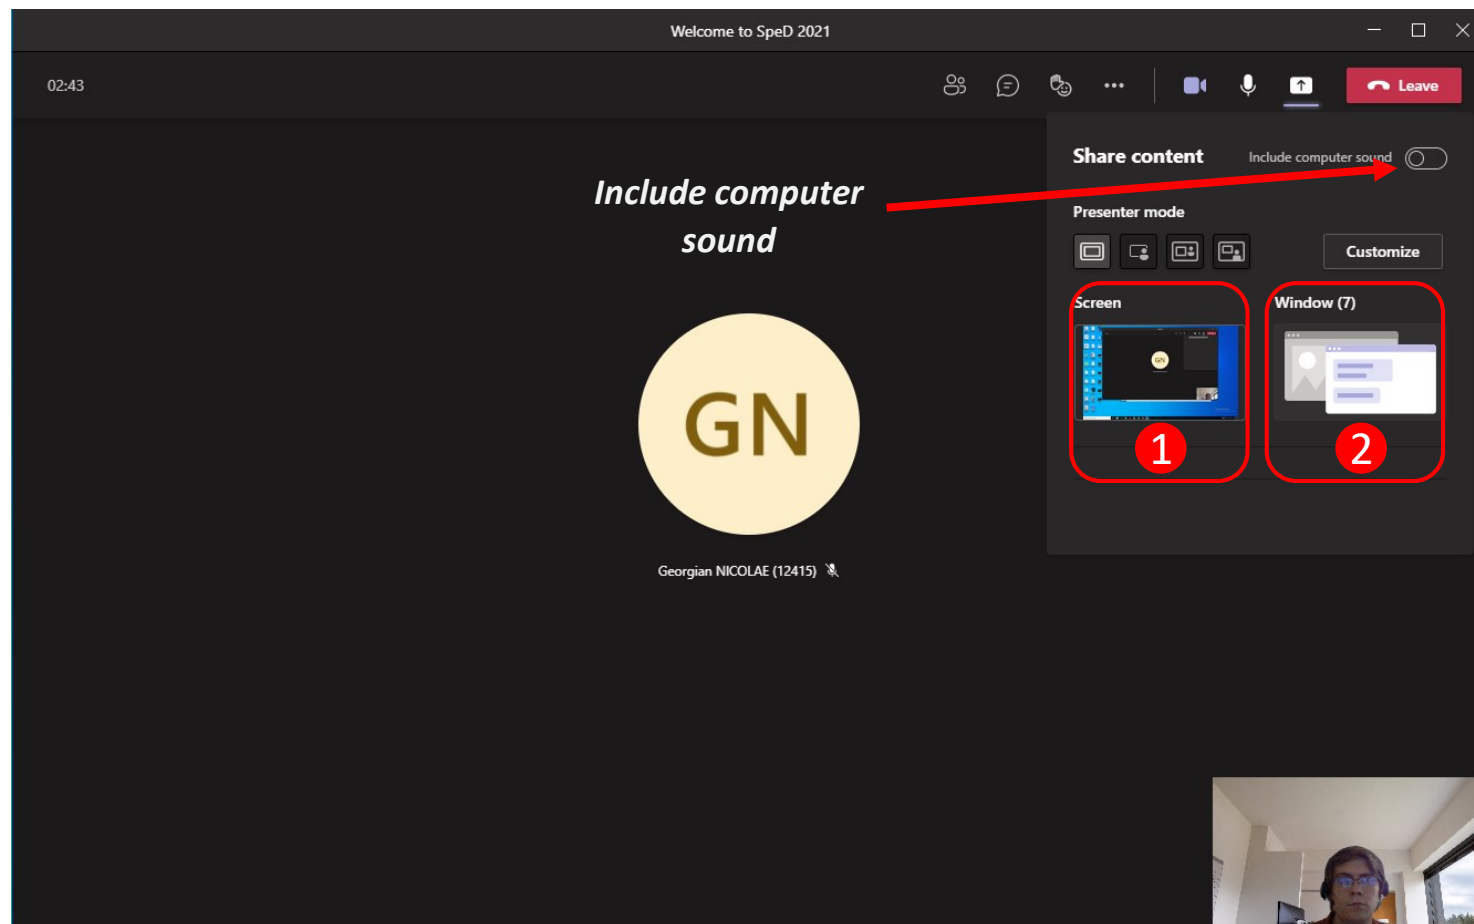 Welcome to SpeD 2021
02:43
Leave
Share content
Include computer sound
Include computer
sound
Presenter mode
Customize
Screen
Window (7)
GN
1
2
GN
Georgian NICOLAE (12415)